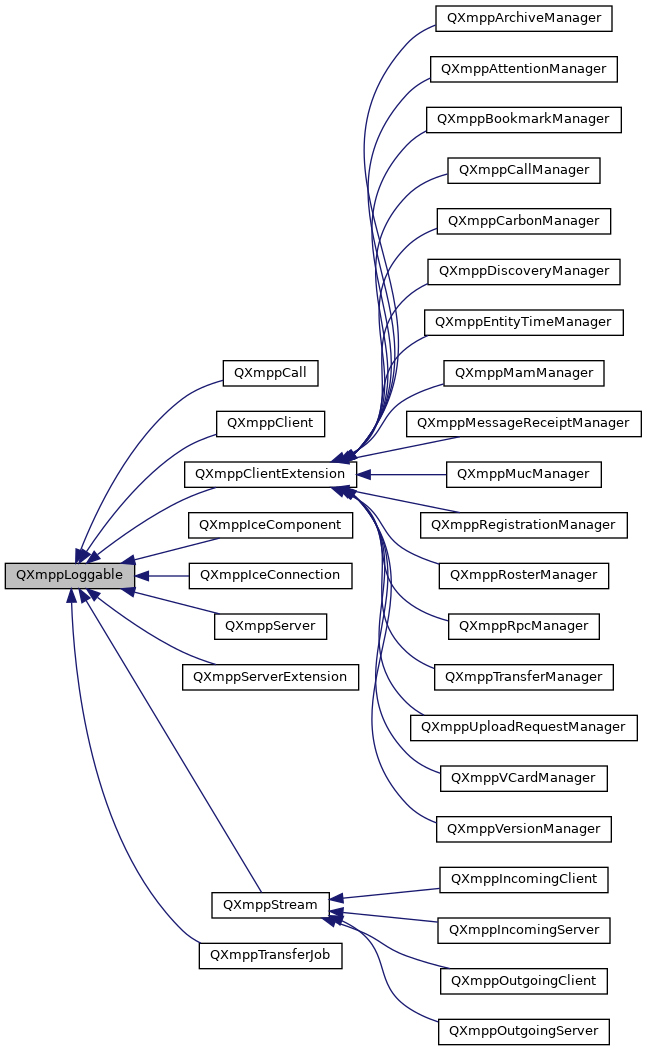 QXmppArchiveManager
QXmppAttentionManager
QXmppBookmarkManager
QXmppCallManager
QXmppCarbonManager
QXmppDiscoveryManager
QXmppEntityTimeManager
QXmppCall
QXmppMamManager
QXmppClient
QXmppMessageReceiptManager
QXmppClientExtension
QXmppMucManager
QXmppIceComponent
QXmppRegistrationManager
QXmppLoggable
QXmppIceConnection
QXmppRosterManager
QXmppServer
QXmppRpcManager
QXmppServerExtension
QXmppTransferManager
QXmppUploadRequestManager
QXmppVCardManager
QXmppVersionManager
QXmppIncomingClient
QXmppStream
QXmppIncomingServer
QXmppTransferJob
QXmppOutgoingClient
QXmppOutgoingServer